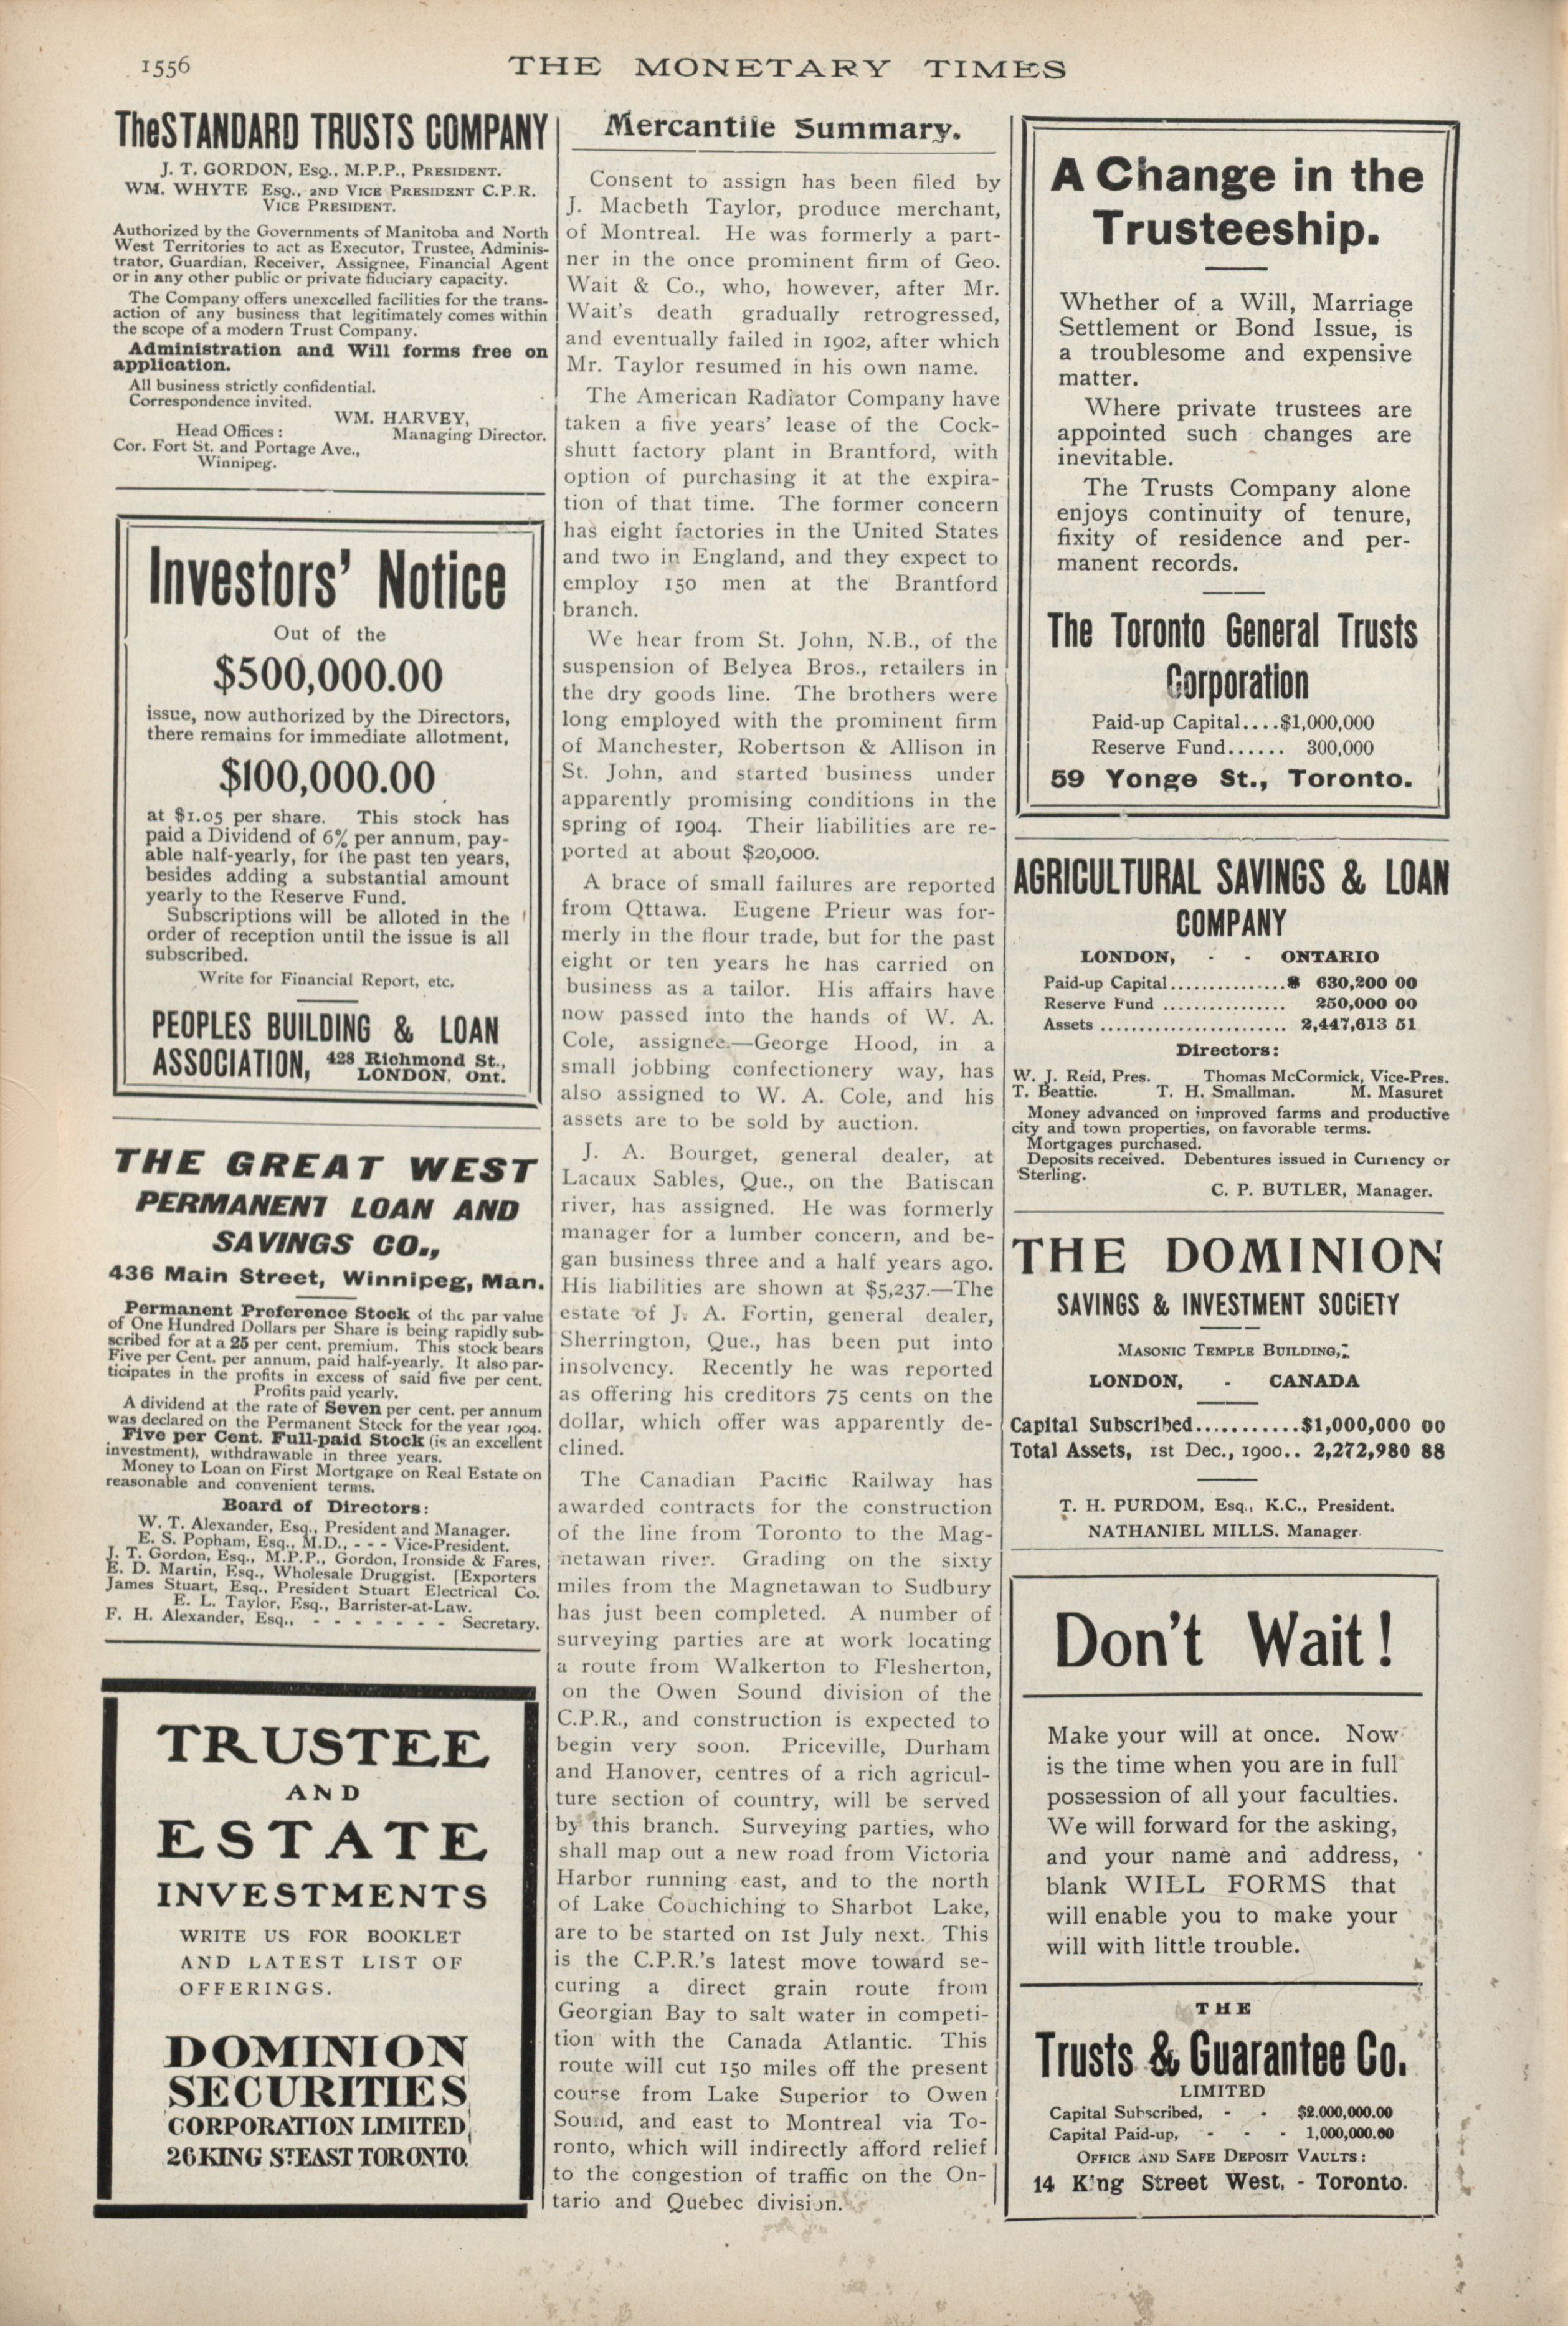 1556
THE MONETARY TIMES
The STANDARD TRUSTS COMPANY
J. T. GORDON, Esq., M.P.P., President.
WM. WHYTE Esq., 2nd Vice President C.P.R.
Vice President.
Authorized by the Governments of Manitoba and North
West Territories to act as Executor, Trustee, Adminis-
trator, Guardian, Receiver, Assignee, Financial Agent
or in any other public or private fiduciary capacity.
The Company offers unexcelled facilities for the trans-
action of any business that legitimately comes within
the scope of a modern Trust Company.
Administration and Will forms free on
application.
All business strictly confidential.
Correspondence invited.
WM. HARVEY,
Head Offices : Managing Director.
Cor. Fort St. and Portage Ave.,
Winnipeg.
Investors' Notice
Out of the
$500,000.00
issue, now authorized by the Directors,
there remains for immediate allotment,
$100,000.00
at $1.05 per share. This stock has
paid a Dividend of 6% per annum, pay-
able half-yearly, for the past ten years,
besides adding a substantial amount
yearly to the Reserve Fund.
Subscriptions will be alloted in the
order of reception until the issue is all
subscribed.
Write for Financial Report, etc.
PEOPLES BUILDING & LOAN
ASSOCIATION, 428 Richmond St.,
LONDON, Ont.
THE GREAT WEST
PERMANENT LOAN AND
SAVINGS CO.,
436 Main Street, Winnipeg, Man.
Permanent Preference Stock of the par value
of One Hundred Dollars per Share is being rapidly sub-
scribed for at a 25 per cent. premium. This stock bears
Five per Cent. per annum, paid half-yearly. It also par-
ticipates in the profits in excess of said five per cent.
Profits paid yearly.
A dividend at the rate of Seven per cent. per annum
was declared on the Permanent Stock for the year 1904.
Five per Cent. Full-paid Stock (is an excellent
investment), withdrawable in three years.
Money to Loan on First Mortgage on Real Estate on
reasonable and convenient terms.
Board of Directors:
W. T. Alexander, Esq., President and Manager.
E. S. Popham, Esq., M.D., - - - Vice-President.
J. T. Gordon, Esq., M.P.P., Gordon, Ironside & Fares,
E. D. Martin, Esq., Wholesale Druggist. [Exporters
James Stuart, Esq., President Stuart Electrical Co.
E. L. Taylor, Esq., Barrister-at-Law.
F. H. Alexander, Esq., - - - - - - - Secretary.
TRUSTEE
AND
ESTATE
INVESTMENTS
WRITE US FOR BOOKLET
AND LATEST LIST OF
OFFERINGS.
DOMINION
SECURITIES
CORPORATION LIMITED,
26 KING ST. EAST TORONTO.
Mercantile Summary.
Consent to assign has been filed by
J. Macbeth Taylor, produce merchant,
of Montreal. He was formerly a part-
ner in the once prominent firm of Geo.
Wait & Co., who, however, after Mr.
Wait's death gradually retrogressed,
and eventually failed in 1902, after which
Mr. Taylor resumed in his own name.
The American Radiator Company have
taken a five years' lease of the Cock-
shutt factory plant in Brantford, with
option of purchasing it at the expira-
tion of that time. The former concern
has eight factories in the United States
and two in England, and they expect to
employ 150 men at the Brantford
branch.
We hear from St. John, N.B., of the
suspension of Belyea Bros., retailers in
the dry goods line. The brothers were
long employed with the prominent firm
of Manchester, Robertson & Allison in
St. John, and started business under
apparently promising conditions in the
spring of 1904. Their liabilities are re-
ported at about $20,000.
A brace of small failures are reported
from Ottawa. Eugene Prieur was for-
merly in the flour trade, but for the past
eight or ten years he has carried on
business as a tailor. His affairs have
now passed into the hands of W. A.
Cole, assignee.—George Hood, in a
small jobbing confectionery way, has
also assigned to W. A. Cole, and his
assets are to be sold by auction.
J. A. Bourget, general dealer, at
Lacaux Sables, Que., on the Batiscan
river, has assigned. He was formerly
manager for a lumber concern, and be-
gan business three and a half years ago.
His liabilities are shown at $5,237.—The
estate of J. A. Fortin, general dealer,
Sherrington, Que., has been put into
insolvency. Recently he was reported
as offering his creditors 75 cents on the
dollar, which offer was apparently de-
clined.
The Canadian Pacific Railway has
awarded contracts for the construction
of the line from Toronto to the Mag-
netawan river. Grading on the sixty
miles from the Magnetawan to Sudbury
has just been completed. A number of
surveying parties are at work locating
a route from Walkerton to Flesherton,
on the Owen Sound division of the
C.P.R., and construction is expected to
begin very soon. Priceville, Durham
and Hanover, centres of a rich agricul-
ture section of country, will be served
by this branch. Surveying parties, who
shall map out a new road from Victoria
Harbor running east, and to the north
of Lake Couchiching to Sharbot Lake,
are to be started on 1st July next. This
is the C.P.R.'s latest move toward se-
curing a direct grain route from
Georgian Bay to salt water in competi-
tion with the Canada Atlantic. This
route will cut 150 miles off the present
course from Lake Superior to Owen
Sound, and east to Montreal via To-
ronto, which will indirectly afford relief
to the congestion of traffic on the On-
tario and Quebec division.
A Change in the
Trusteeship.
Whether of a Will, Marriage
Settlement or Bond Issue, is
a troublesome and expensive
matter.
Where private trustees are
appointed such changes are
inevitable.
The Trusts Company alone
enjoys continuity of tenure,
fixity of residence and per-
manent records.
The Toronto General Trusts
Corporation
Paid-up Capital....$1,000,000
Reserve Fund...... 300,000
59 Yonge St., Toronto.
AGRICULTURAL SAVINGS & LOAN
COMPANY
LONDON, - - ONTARIO
Paid-up Capital...............$ 630,200 00
Reserve Fund ................ 250,000 00
Assets ........................ 2,447,613 51
Directors:
W. J. Reid, Pres. Thomas McCormick, Vice-Pres.
T. Beattie. T. H. Smallman. M. Masuret
Money advanced on improved farms and productive
city and town properties, on favorable terms.
Mortgages purchased.
Deposits received. Debentures issued in Currency or
Sterling.
C. P. BUTLER, Manager.
THE DOMINION
SAVINGS & INVESTMENT SOCIETY
Masonic Temple Building,
LONDON, - CANADA
Capital Subscribed...........$1,000,000 00
Total Assets, 1st Dec., 1900.. 2,272,980 88
T. H. PURDOM, Esq., K.C., President.
NATHANIEL MILLS, Manager
Don't Wait!
Make your will at once. Now
is the time when you are in full
possession of all your faculties.
We will forward for the asking,
and your name and address,
blank WILL FORMS that
will enable you to make your
will with little trouble.
THE
Trusts & Guarantee Co.
LIMITED
Capital Subscribed, - - $2.000,000.00
Capital Paid-up, - - - 1,000,000.00
Office and Safe Deposit Vaults:
14 King Street West, - Toronto.